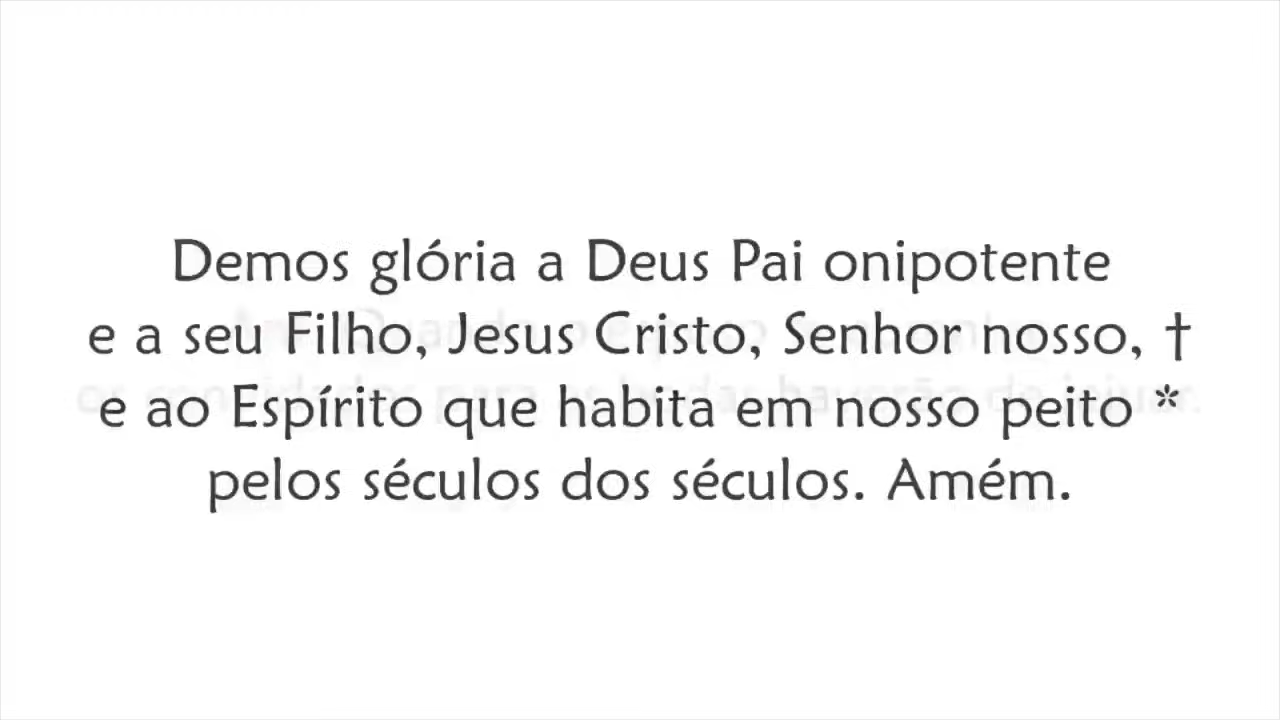 Demos glória a Deus Pai onipotente
e a seu Filho, Jesus Cristo, Senhor nosso, †
e ao Espírito que habita em nosso peito *
pelos séculos dos séculos. Amém.